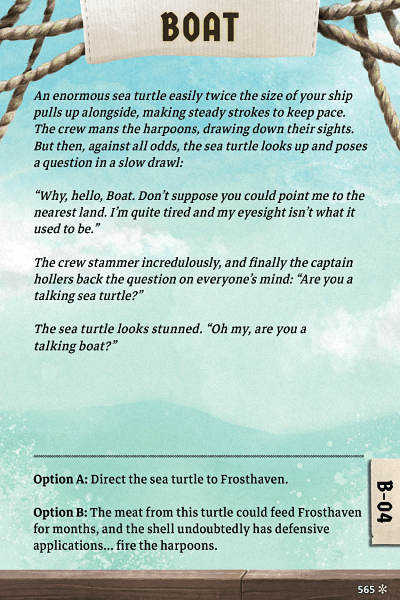 BOAT
An enormous sea turtle easily twice the size of your ship
pulls up alongside, making steady strokes to keep pace.
The crew mans the harpoons, drawing down their sights.
But then, against all odds, the sea turtle looks up and poses
a question in a slow drawl:
“Why, hello, Boat. Don’t suppose you could point me to the
nearest land. I’m quite tired and my eyesight isn’t what it
used to be.”
The crew stammer incredulously, and finally the captain
hollers back the question on everyone’s mind: “Are you a
talking sea turtle?”
The sea turtle looks stunned. “Oh my, are you a
talking boat?”
Option A: Direct the sea turtle to Frosthaven.
Option B: The meat from this turtle could feed Frosthaven
for months, and the shell undoubtedly has defensive
applications... fire the harpoons.
B-04
565